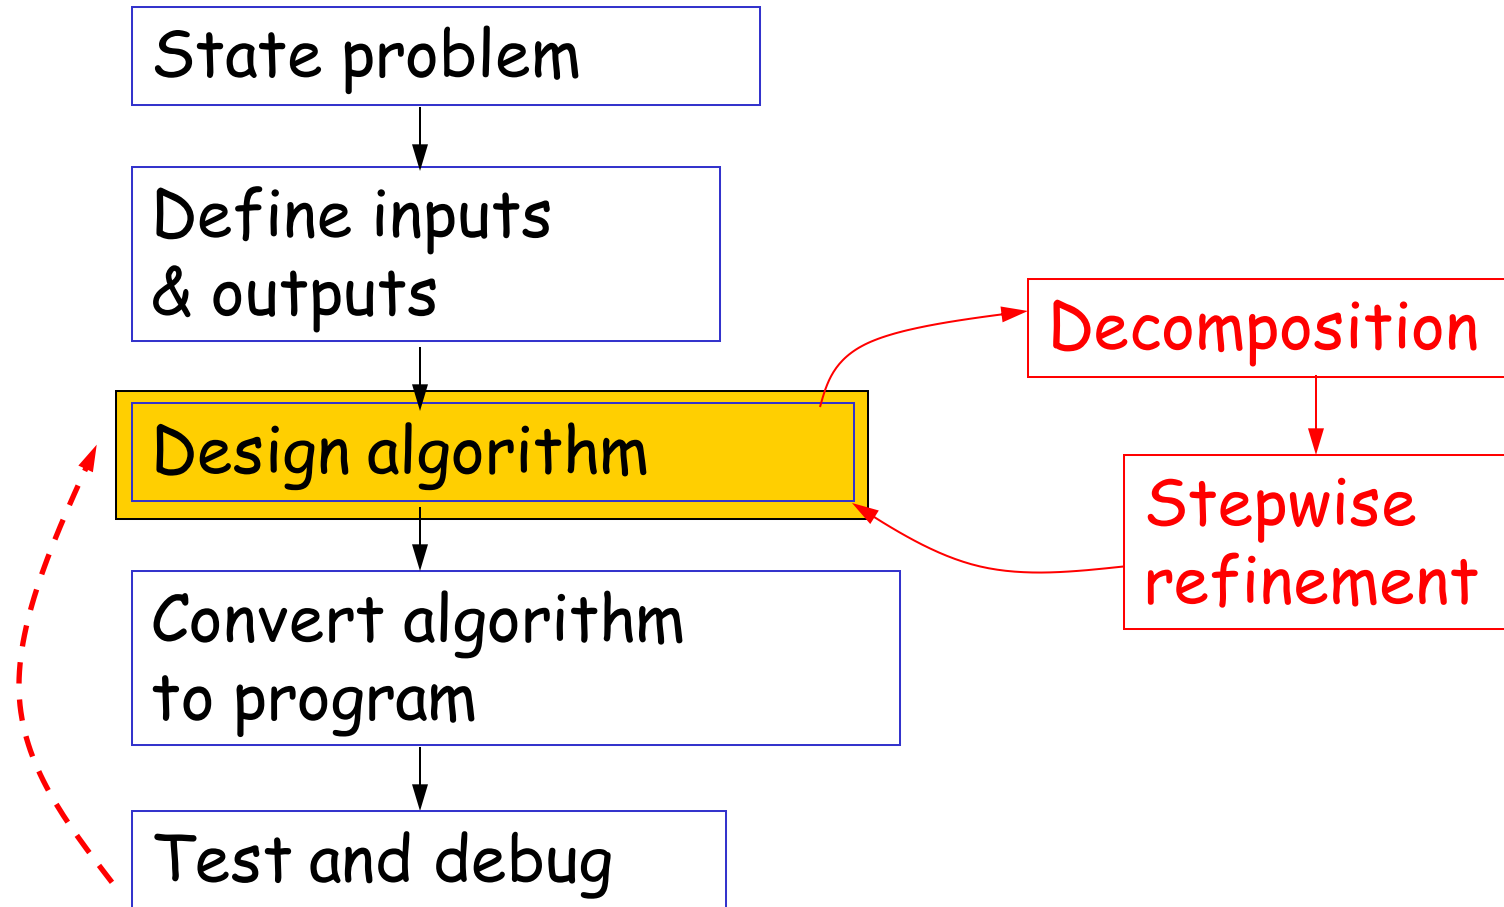 State problem
Define inputs
& outputs
Design algorithm
Convert algorithm
to program
Test and debug
Decomposition
Stepwise
refinement